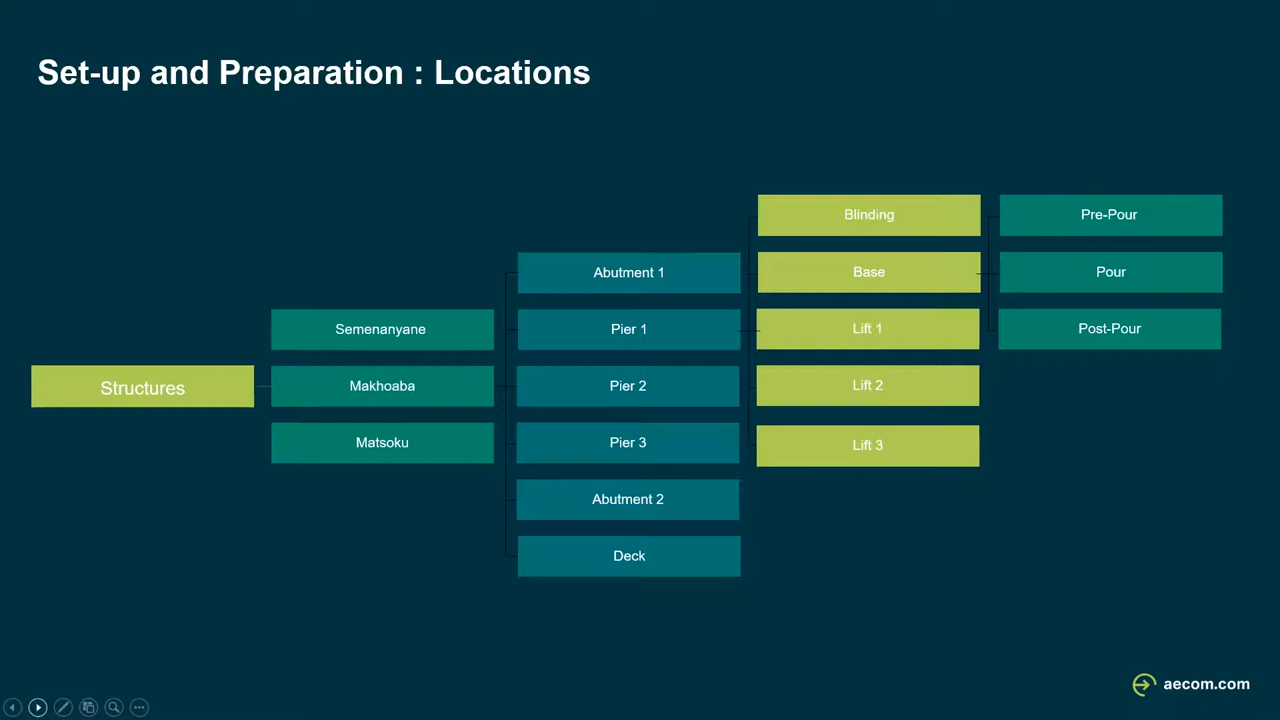 Set-up and Preparation : Locations
Structures
Semenanyane
Makhoaba
Matsoku
Abutment 1
Pier 1
Pier 2
Pier 3
Abutment 2
Deck
Blinding
Base
Lift 1
Lift 2
Lift 3
Pre-Pour
Pour
Post-Pour
aecom.com